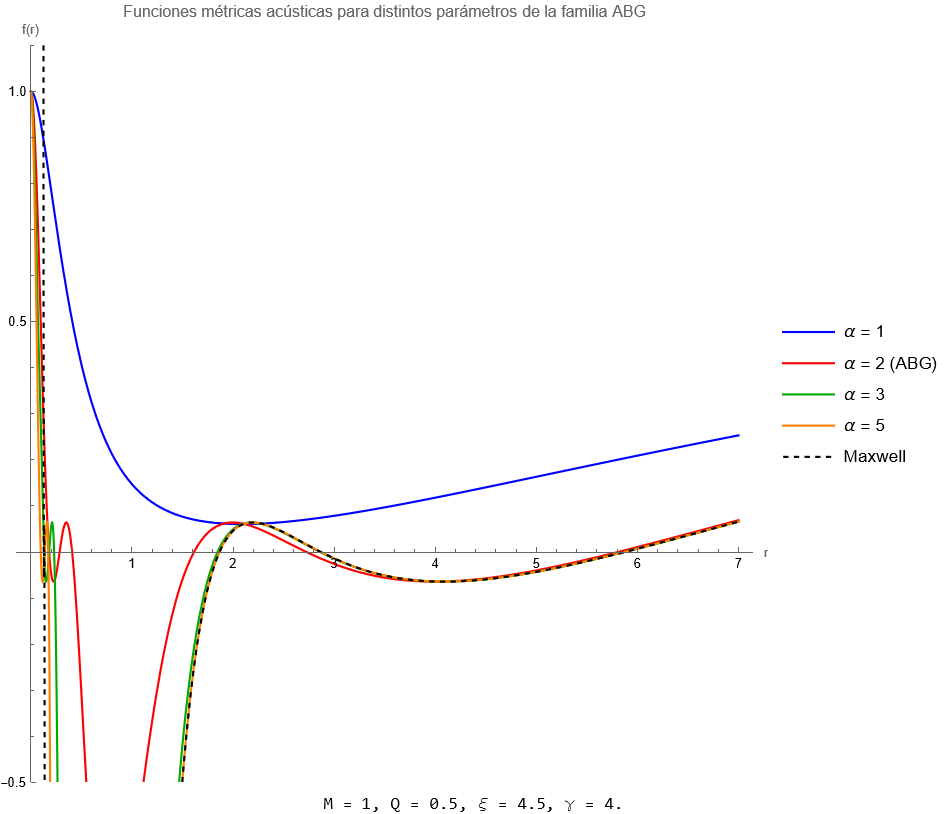 Funciones métricas acústicas para distintos parámetros de la familia ABG
f(r)
1.0
0.5
-0.5
1 2 3 4 5 6 7 r
α = 1
α = 2 (ABG)
α = 3
α = 5
Maxwell
M = 1, Q = 0.5, ξ = 4.5, γ = 4.